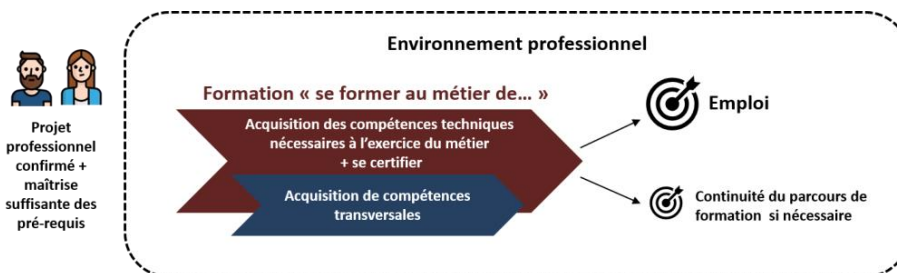 Environnement professionnel
Projet
professionnel
confirmé +
maîtrise
suffisante des
pré-requis
Formation « se former au métier de… »
Acquisition des compétences techniques
nécessaires à l'exercice du métier
+ se certifier
Acquisition de compétences
transversales
Emploi
Continuité du parcours de
formation si nécessaire